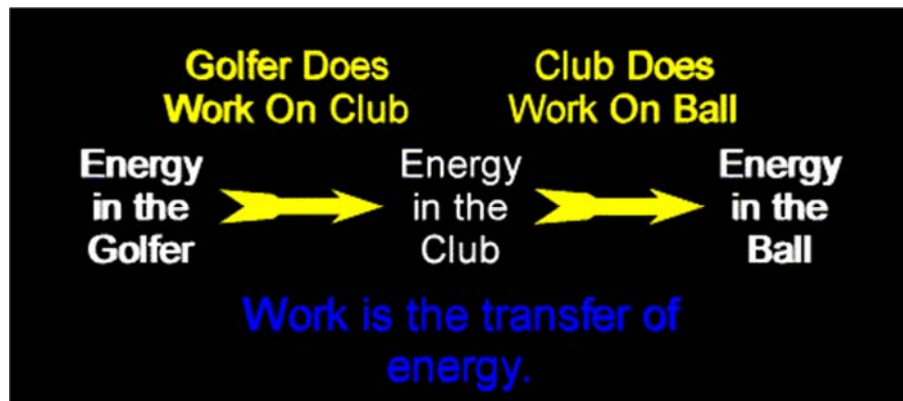 Golfer Does
Work On Club
Club Does
Work On Ball
Energy
in the
Golfer
Energy
in the
Club
Energy
in the
Ball
Work is the transfer of
energy.